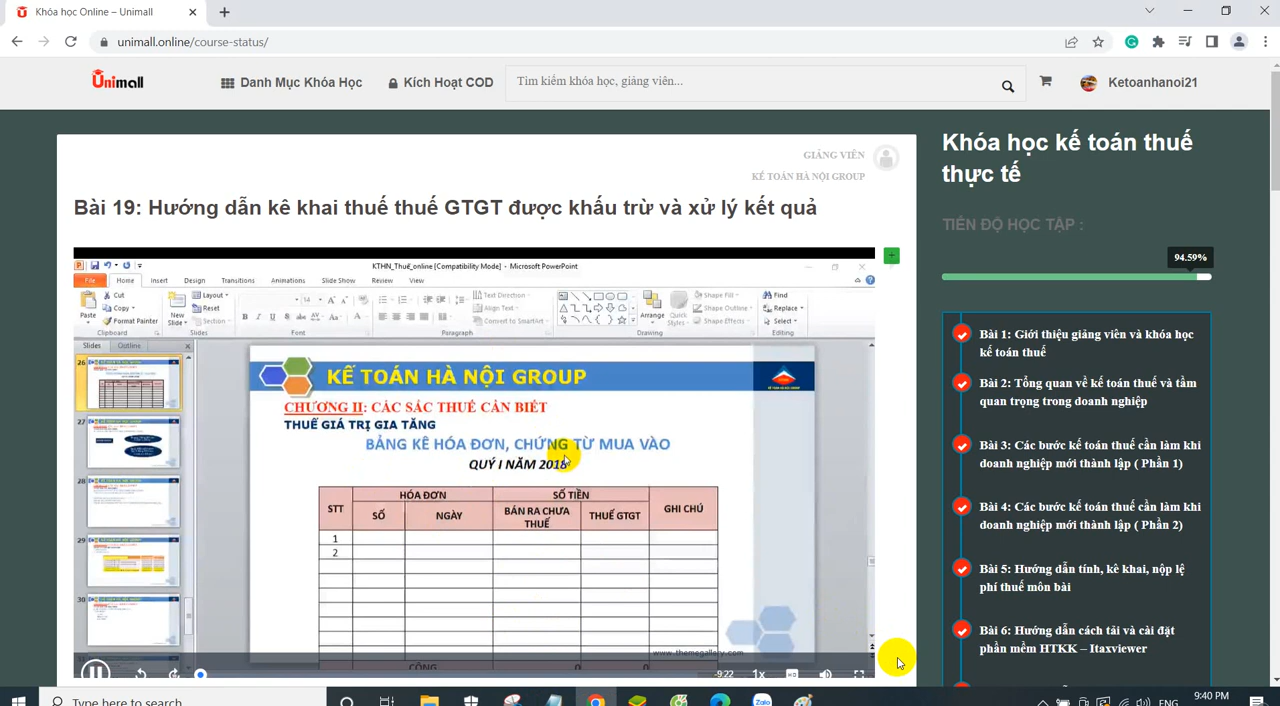 Khóa học Online – Unimall
unimall.online/course-status/
Unimall
Danh Mục Khóa Học
Kích Hoạt COD
Tìm kiếm khóa học, giảng viên...
Ketoanhanoi21
GIẢNG VIÊN
KẾ TOÁN HÀ NỘI GROUP
Bài 19: Hướng dẫn kê khai thuế thuế GTGT được khấu trừ và xử lý kết quả
KTHN_Thuế_online [Compatibility Mode] - Microsoft PowerPoint
File Home Insert Design Transitions Animations Slide Show Review View
Paste
Cut
Copy
Format Painter
Clipboard
New Slide
Layout
Reset
Section
Slides
Font
Text Direction
Align Text
Convert to SmartArt
Paragraph
Arrange
Quick Styles
Shape Fill
Shape Outline
Shape Effects
Drawing
Find
Replace
Select
Editing
Slides Outline
26
27
28
29
30
31
KẾ TOÁN HÀ NỘI GROUP
CHƯƠNG II: CÁC SẮC THUẾ CẦN BIẾT
THUẾ GIÁ TRỊ GIA TĂNG
BẢNG KÊ HÓA ĐƠN, CHỨNG TỪ MUA VÀO
QUÝ I NĂM 2018
STT
HÓA ĐƠN
SỐ TIỀN
GHI CHÚ
SỐ
NGÀY
BÁN RA CHƯA THUẾ
THUẾ GTGT
1
2
CỘNG 0 0
www.themegallery.com
-9:22
1x
HD
Khóa học kế toán thuế
thực tế
TIẾN ĐỘ HỌC TẬP :
94.59%
Bài 1: Giới thiệu giảng viên và khóa học
kế toán thuế
Bài 2: Tổng quan về kế toán thuế và tầm
quan trọng trong doanh nghiệp
Bài 3: Các bước kế toán thuế cần làm khi
doanh nghiệp mới thành lập ( Phần 1)
Bài 4: Các bước kế toán thuế cần làm khi
doanh nghiệp mới thành lập ( Phần 2)
Bài 5: Hướng dẫn tính, kê khai, nộp lệ
phí thuế môn bài
Bài 6: Hướng dẫn cách tải và cài đặt
phần mềm HTKK – Itaxviewer
Type here to search
Zalo
ENG
9:40 PM